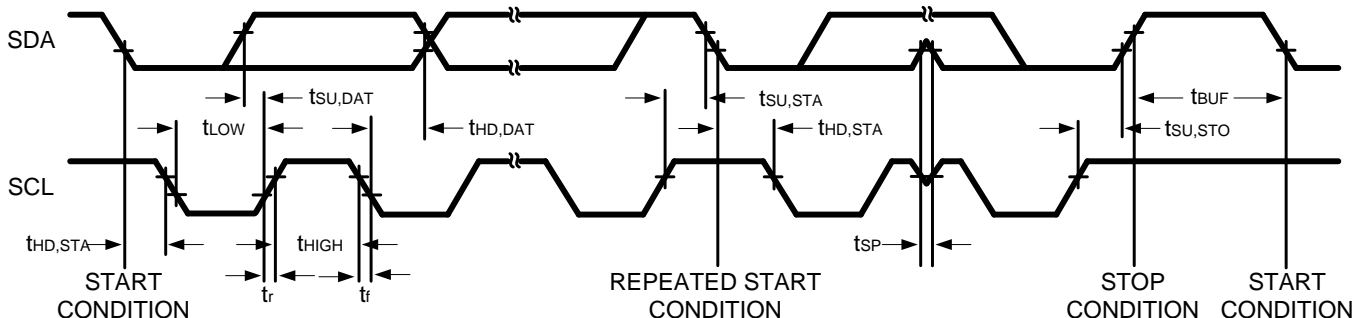 SDA
tSU,DAT
tLOW
tHD,DAT
tSU,STA
tHD,STA
tBUF
tSU,STO
SCL
tHD,STA
tHIGH
tSP
tr
tf
START
CONDITION
REPEATED START
CONDITION
STOP
CONDITION
START
CONDITION